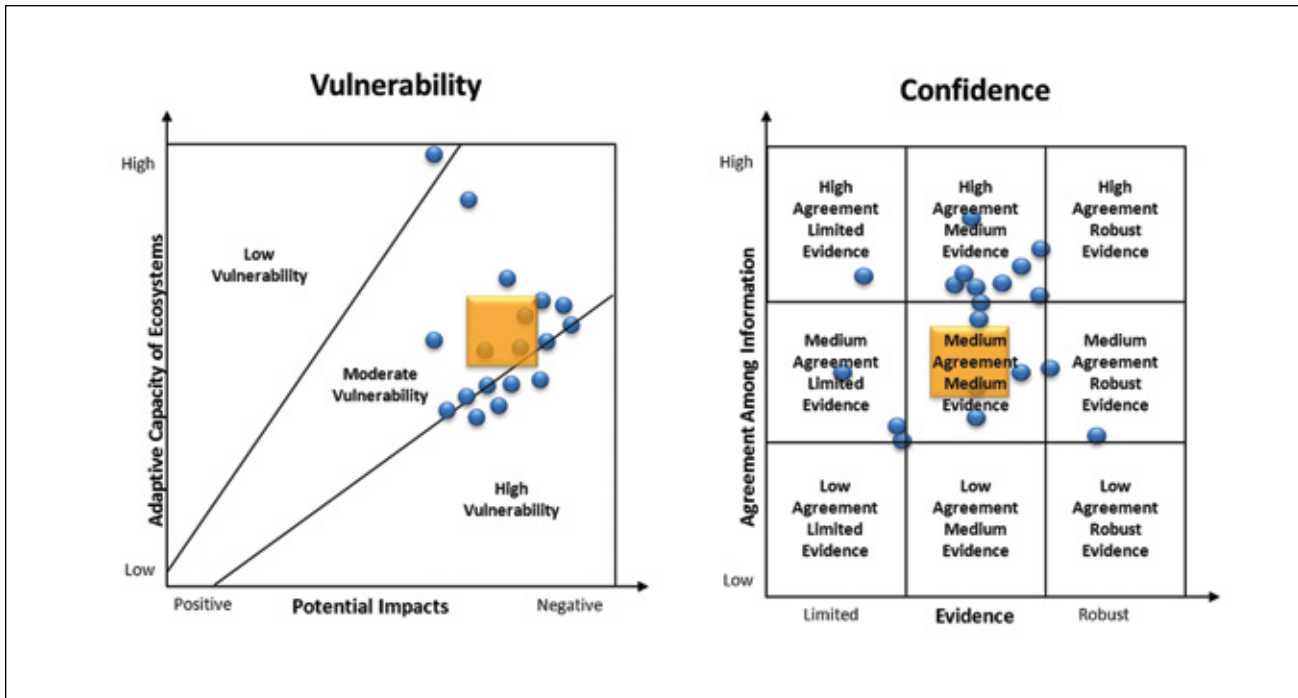 Vulnerability
High
Low
Vulnerability
Moderate
Vulnerability
High
Vulnerability
Low
Adaptive Capacity of Ecosystems
Positive
Potential Impacts
Negative
Confidence
High
High
Agreement
Limited
Evidence
High
Agreement
Medium
Evidence
High
Agreement
Robust
Evidence
Medium
Agreement
Limited
Evidence
Medium
Agreement
Medium
Evidence
Medium
Agreement
Robust
Evidence
Low
Agreement
Limited
Evidence
Low
Agreement
Medium
Evidence
Low
Agreement
Robust
Evidence
Low
Agreement Among Information
Limited
Evidence
Robust